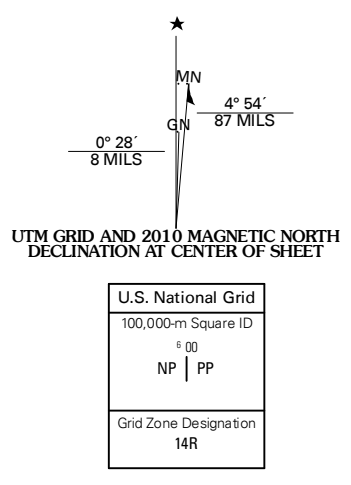 MN
4° 54´
87 MILS
GN
0° 28´
8 MILS
UTM GRID AND 2010 MAGNETIC NORTH
DECLINATION AT CENTER OF SHEET
U.S. National Grid
100,000-m Square ID
6 00
NP PP
Grid Zone Designation
14R